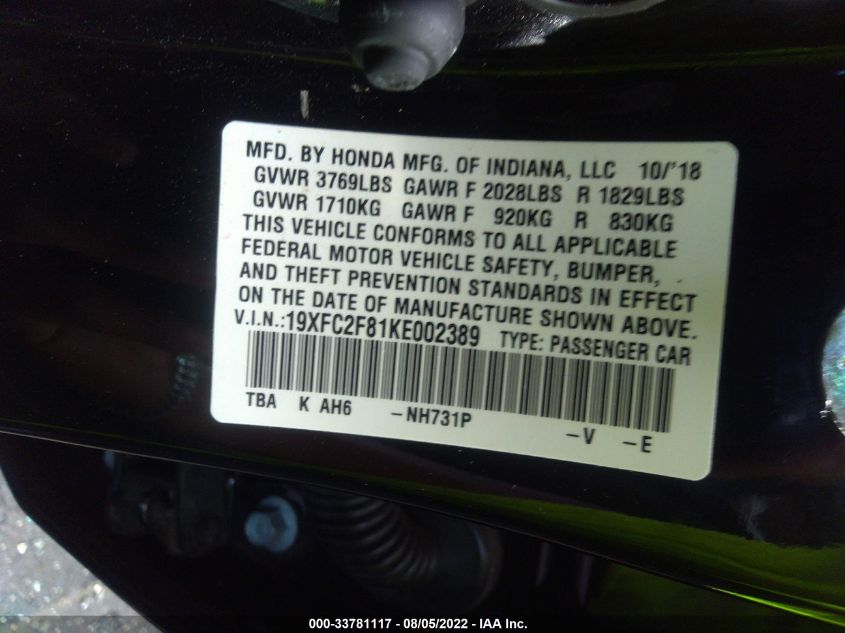 MFD. BY HONDA MFG. OF INDIANA, LLC 10/'18
GVWR 3769LBS GAWR F 2028LBS R 1829LBS
GVWR 1710KG GAWR F 920KG R 830KG
THIS VEHICLE CONFORMS TO ALL APPLICABLE
FEDERAL MOTOR VEHICLE SAFETY, BUMPER,
AND THEFT PREVENTION STANDARDS IN EFFECT
ON THE DATE OF MANUFACTURE SHOWN ABOVE.
V.I.N.:19XFC2F81KE002389 TYPE: PASSENGER CAR
TBA K AH6 -NH731P -V -E
000-33781117 - 08/05/2022 - IAA Inc.